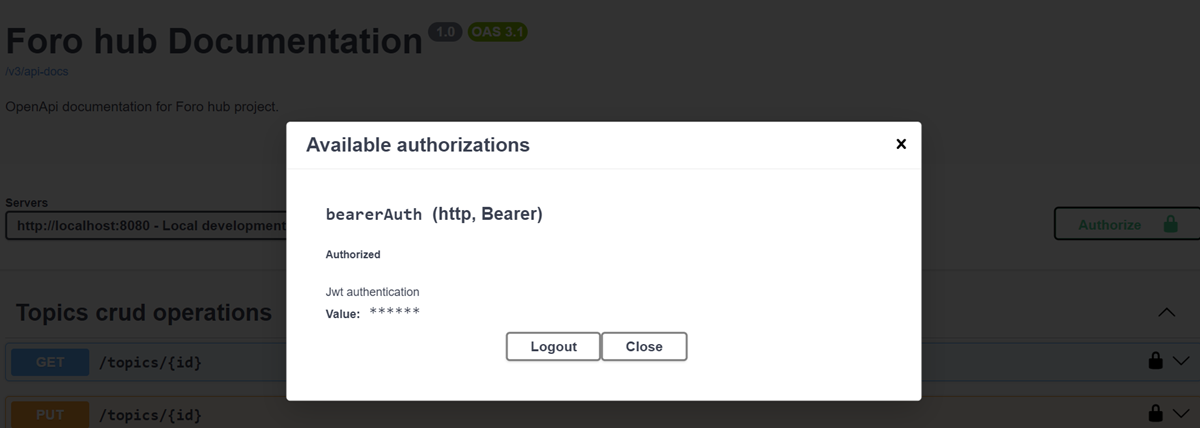 Foro hub Documentation 1.0 OAS 3.1
/v3/api-docs
OpenApi documentation for Foro hub project.
Available authorizations
bearerAuth (http, Bearer)
Servers
http://localhost:8080 - Local development
Authorize
Authorized
Jwt authentication
Value: ******
Topics crud operations
Logout Close
GET /topics/{id}
PUT /topics/{id}